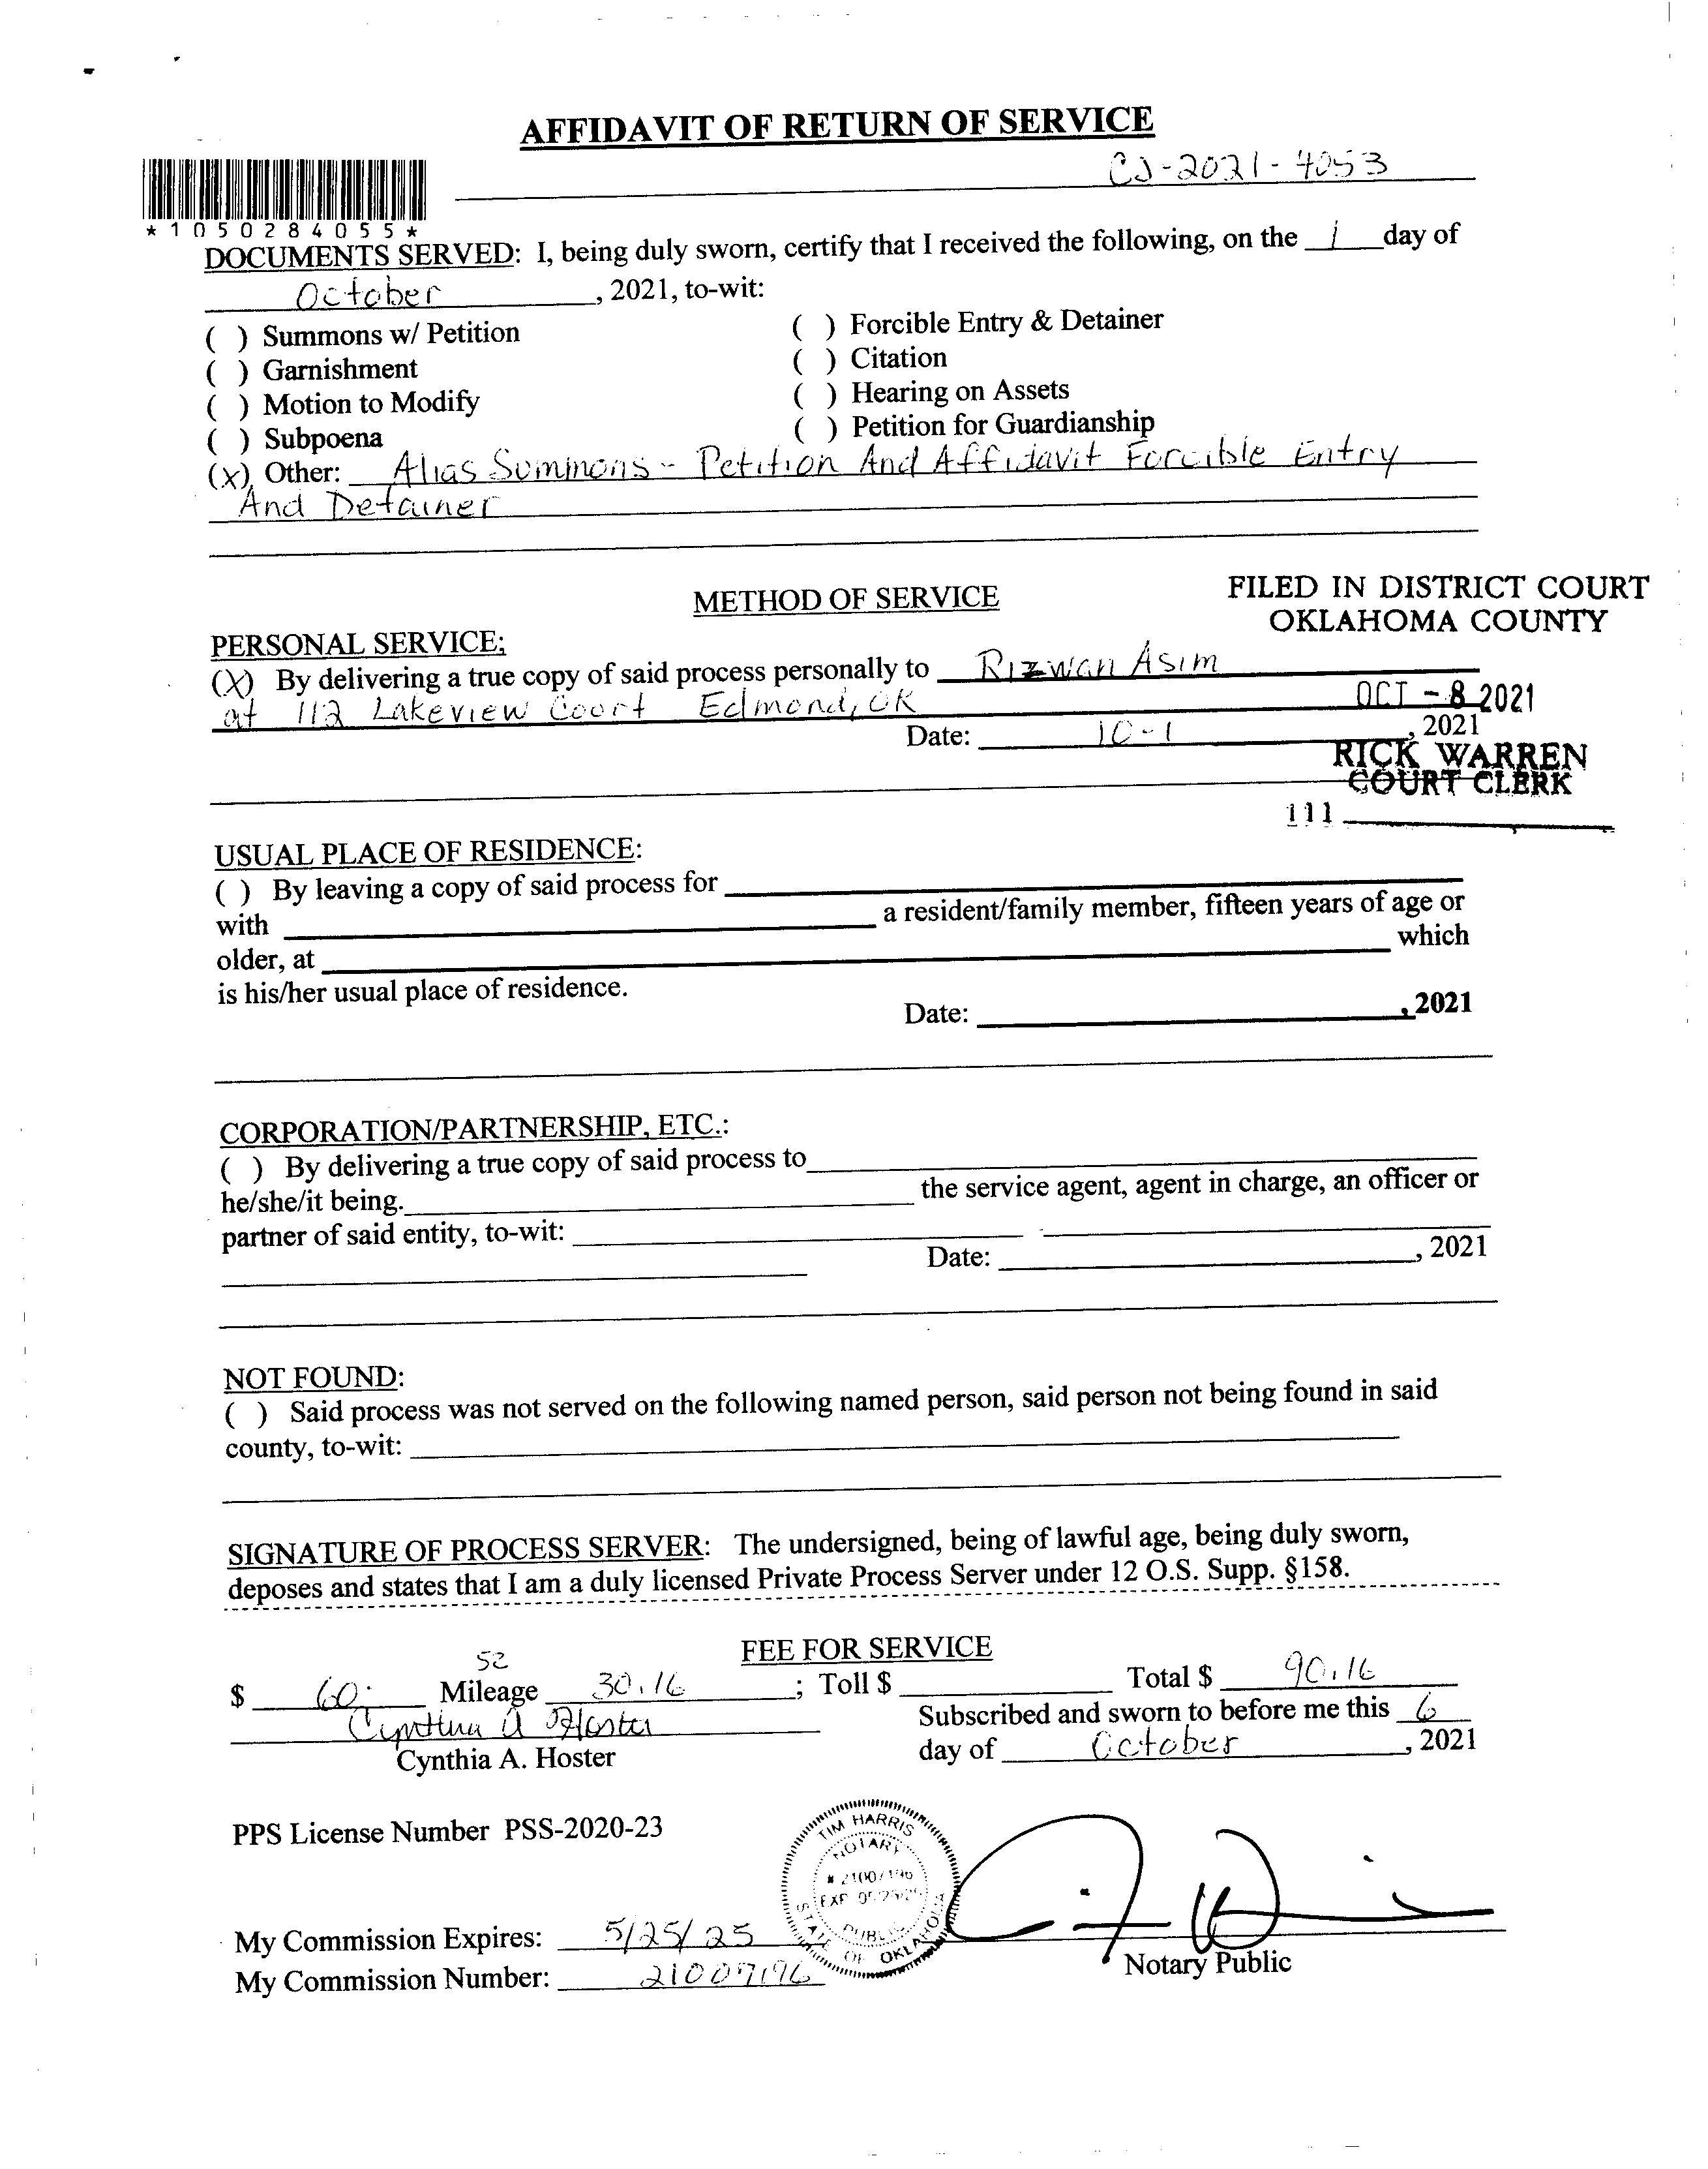 AFFIDAVIT OF RETURN OF SERVICE
CJ-2021-4053
*1050284055*
DOCUMENTS SERVED: I, being duly sworn, certify that I received the following, on the 1 day of
October, 2021, to-wit:
( ) Summons w/ Petition
( ) Garnishment
( ) Motion to Modify
( ) Subpoena
( ) Forcible Entry & Detainer
( ) Citation
( ) Hearing on Assets
( ) Petition for Guardianship
(x) Other: Alias Summons - Petition And Affidavit Forcible Entry
And Detainer
METHOD OF SERVICE
FILED IN DISTRICT COURT
OKLAHOMA COUNTY
PERSONAL SERVICE:
(X) By delivering a true copy of said process personally to Rizwan Asim
at 112 Lakeview Court Edmond, OK
OCT - 8 2021
Date: 10-1, 2021
RICK WARREN
COURT CLERK
111
USUAL PLACE OF RESIDENCE:
( ) By leaving a copy of said process for
with a resident/family member, fifteen years of age or
older, at which
is his/her usual place of residence.
Date: , 2021
CORPORATION/PARTNERSHIP, ETC.:
( ) By delivering a true copy of said process to
he/she/it being. the service agent, agent in charge, an officer or
partner of said entity, to-wit:
Date: , 2021
NOT FOUND:
( ) Said process was not served on the following named person, said person not being found in said
county, to-wit:
SIGNATURE OF PROCESS SERVER: The undersigned, being of lawful age, being duly sworn,
deposes and states that I am a duly licensed Private Process Server under 12 O.S. Supp. §158.
FEE FOR SERVICE
52
$ 60. Mileage 30.16; Toll $ Total $ 90.16
Cynthia A Hoster
Cynthia A. Hoster
Subscribed and sworn to before me this 6
day of October, 2021
PPS License Number PSS-2020-23
TIM HARRIS
NOTARY
PUBLIC
STATE OF OKLAHOMA
My Commission Expires: 5/25/25
My Commission Number: 21007196
Notary Public